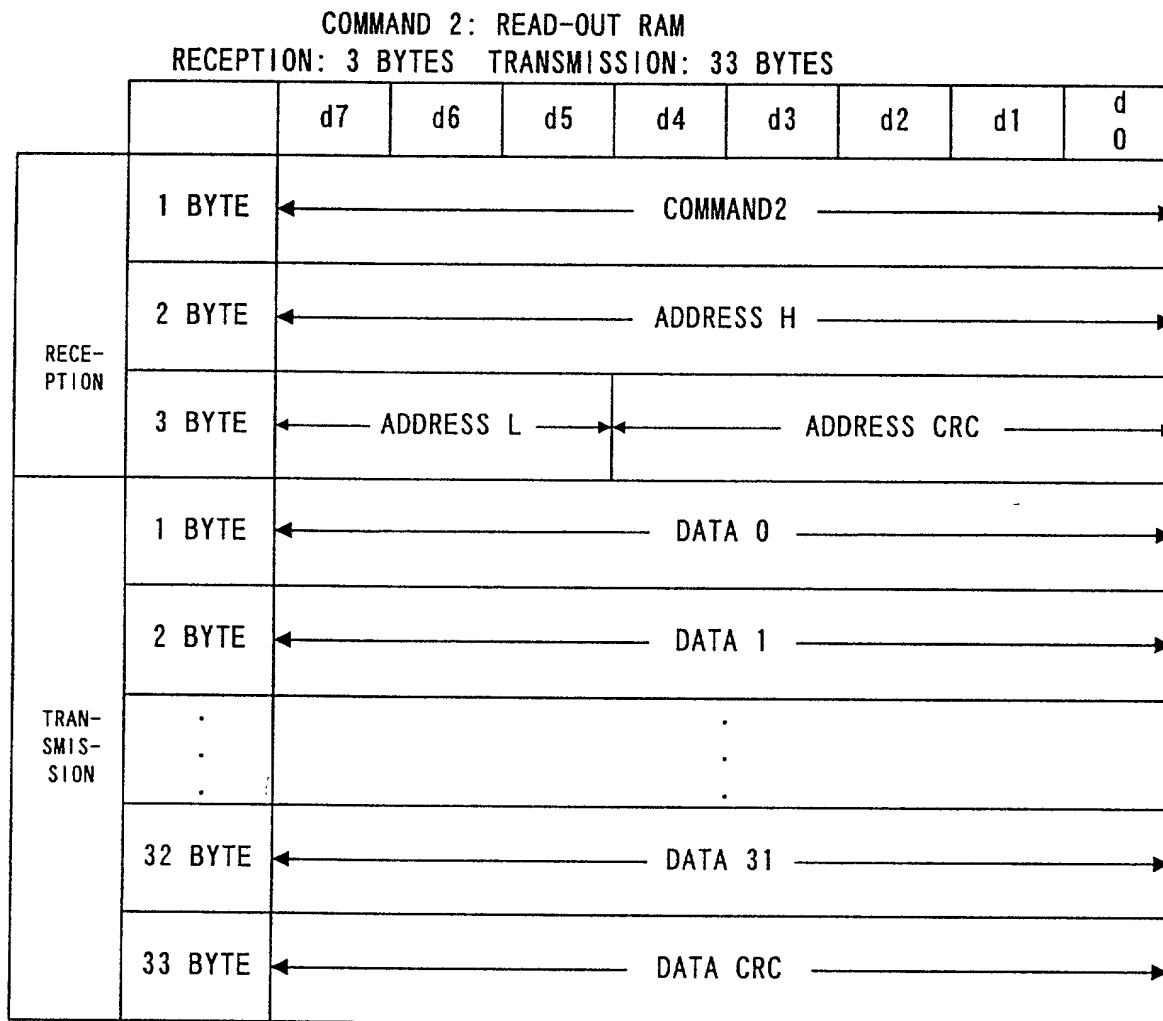 COMMAND 2: READ-OUT RAM
RECEPTION: 3 BYTES TRANSMISSION: 33 BYTES
d7 d6 d5 d4 d3 d2 d1 d
0
RECE-
PTION
1 BYTE COMMAND2
2 BYTE ADDRESS H
3 BYTE ADDRESS L ADDRESS CRC
TRAN-
SMIS-
SION
1 BYTE DATA 0
2 BYTE DATA 1
. .
. .
. .
32 BYTE DATA 31
33 BYTE DATA CRC